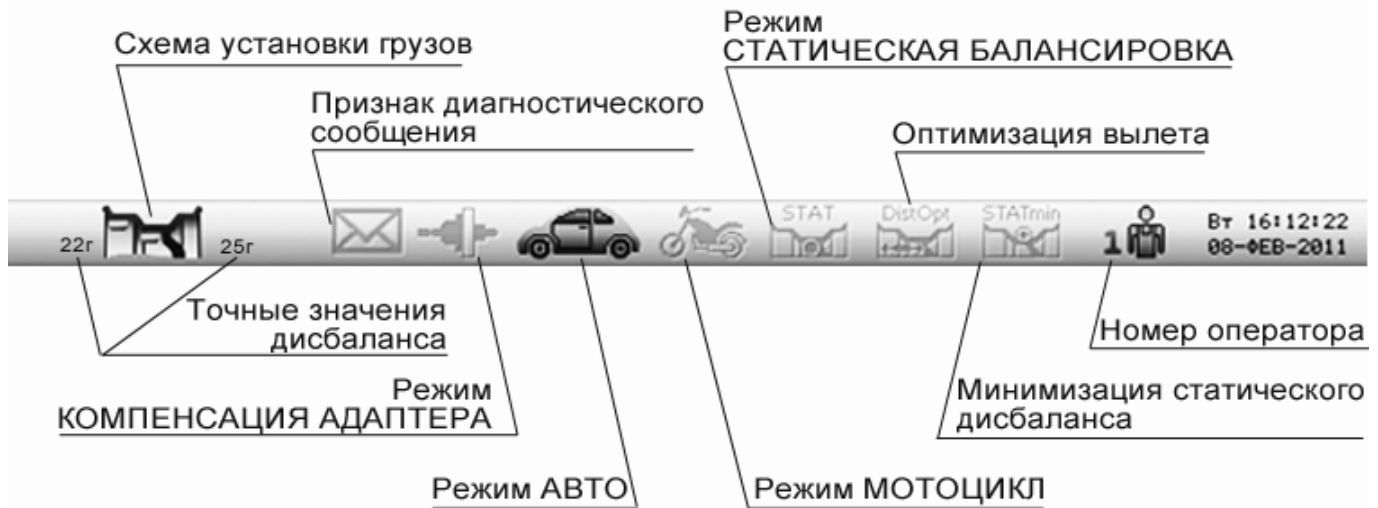 Режим
СТАТИЧЕСКАЯ БАЛАНСИРОВКА
Схема установки грузов
Признак диагностического
сообщения
Оптимизация вылета
STAT
DistOpt
STATmin
22г
25г
1
Вт 16:12:22
08-ФЕВ-2011
Точные значения
дисбаланса
Номер оператора
Режим
КОМПЕНСАЦИЯ АДАПТЕРА
Минимизация статического
дисбаланса
Режим АВТО
Режим МОТОЦИКЛ